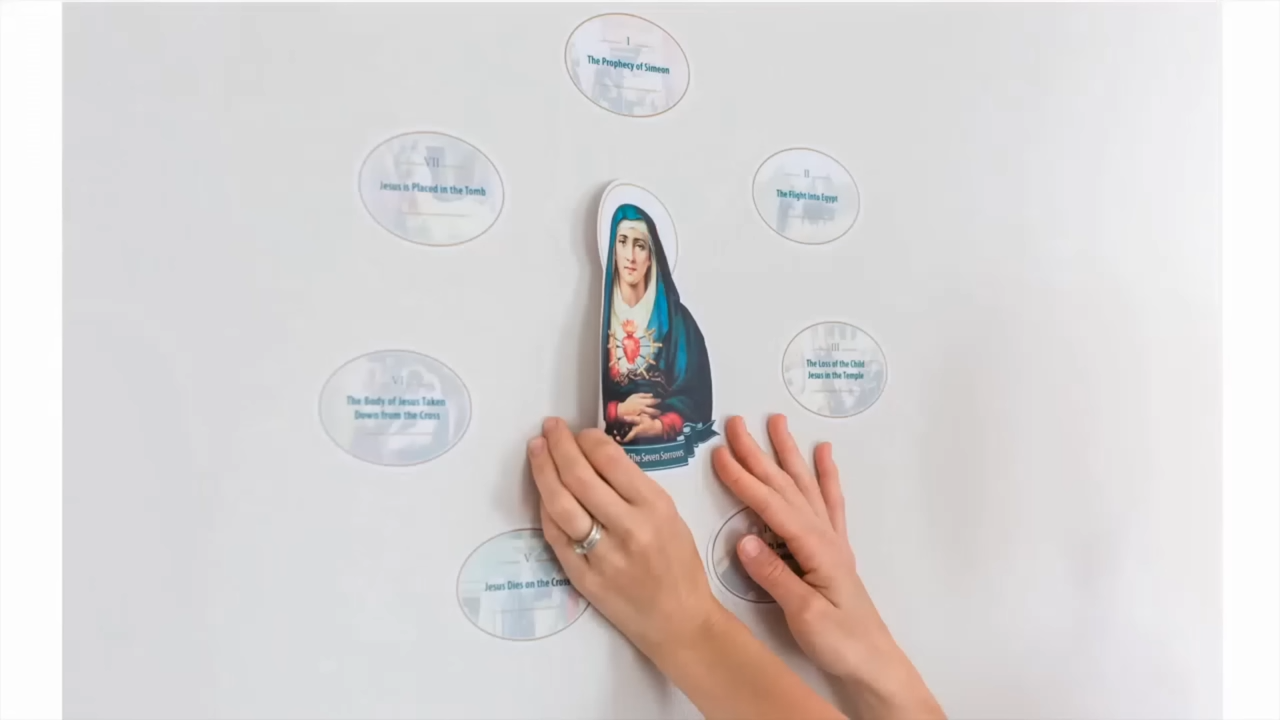 I
The Prophecy of Simeon
II
The Flight Into Egypt
III
The Loss of the Child
Jesus in the Temple
V
Jesus Dies on the Cross
VI
The Body of Jesus Taken
Down from the Cross
VII
Jesus is Placed in the Tomb
The Seven Sorrows